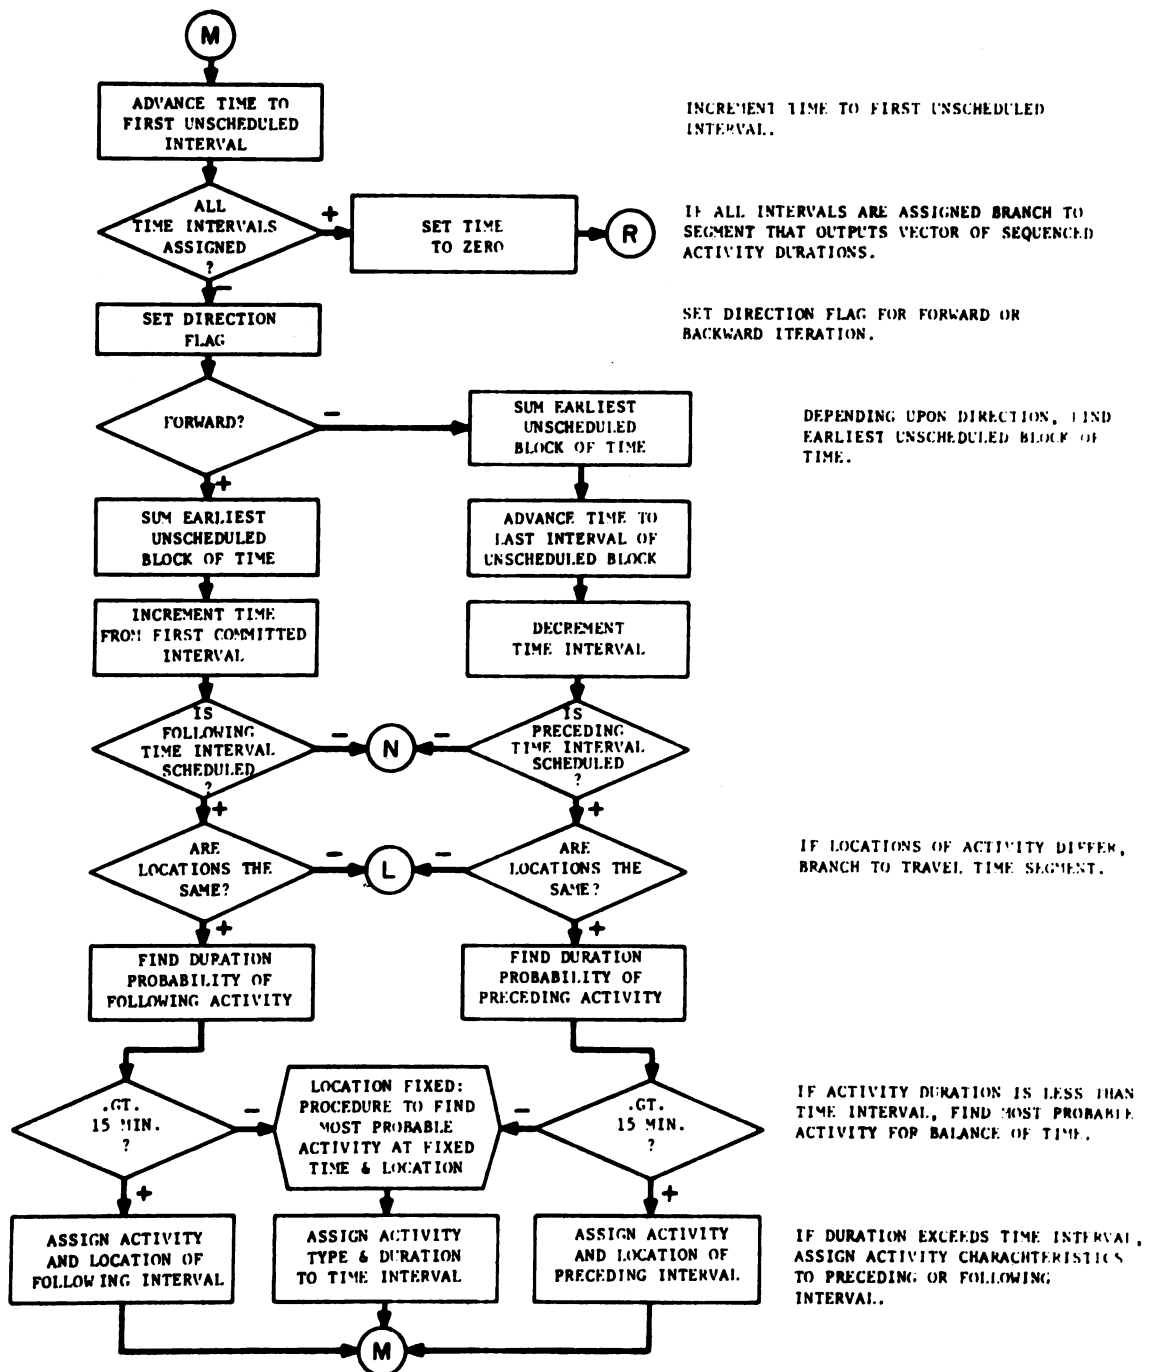 M
ADVANCE TIME TO
FIRST UNSCHEDULED
INTERVAL
INCREMENT TIME TO FIRST UNSCHEDULED
INTERVAL.
ALL
TIME INTERVALS
ASSIGNED
?
+
SET TIME
TO ZERO
R
IF ALL INTERVALS ARE ASSIGNED BRANCH TO
SEGMENT THAT OUTPUTS VECTOR OF SEQUENCED
ACTIVITY DURATIONS.
-
SET DIRECTION
FLAG
SET DIRECTION FLAG FOR FORWARD OR
BACKWARD ITERATION.
FORWARD?
-
SUM EARLIEST
UNSCHEDULED
BLOCK OF TIME
DEPENDING UPON DIRECTION, FIND
EARLIEST UNSCHEDULED BLOCK OF
TIME.
+
SUM EARLIEST
UNSCHEDULED
BLOCK OF TIME
ADVANCE TIME TO
LAST INTERVAL OF
UNSCHEDULED BLOCK
INCREMENT TIME
FROM FIRST COMMITTED
INTERVAL
DECREMENT
TIME INTERVAL
IS
FOLLOWING
TIME INTERVAL
SCHEDULED
?
-
N
-
IS
PRECEDING
TIME INTERVAL
SCHEDULED
?
+
+
ARE
LOCATIONS THE
SAME?
-
L
-
ARE
LOCATIONS THE
SAME?
IF LOCATIONS OF ACTIVITY DIFFER,
BRANCH TO TRAVEL TIME SEGMENT.
+
+
FIND DURATION
PROBABILITY OF
FOLLOWING ACTIVITY
FIND DURATION
PROBABILITY OF
PRECEDING ACTIVITY
.GT.
15 MIN.
?
-
LOCATION FIXED:
PROCEDURE TO FIND
MOST PROBABLE
ACTIVITY AT FIXED
TIME & LOCATION
-
.GT.
15 MIN.
?
IF ACTIVITY DURATION IS LESS THAN
TIME INTERVAL, FIND MOST PROBABLE
ACTIVITY FOR BALANCE OF TIME.
+
+
ASSIGN ACTIVITY
AND LOCATION OF
FOLLOWING INTERVAL
ASSIGN ACTIVITY
TYPE & DURATION
TO TIME INTERVAL
ASSIGN ACTIVITY
AND LOCATION OF
PRECEDING INTERVAL
IF DURATION EXCEEDS TIME INTERVAL,
ASSIGN ACTIVITY CHARACHTERISTICS
TO PRECEDING OR FOLLOWING
INTERVAL.
M